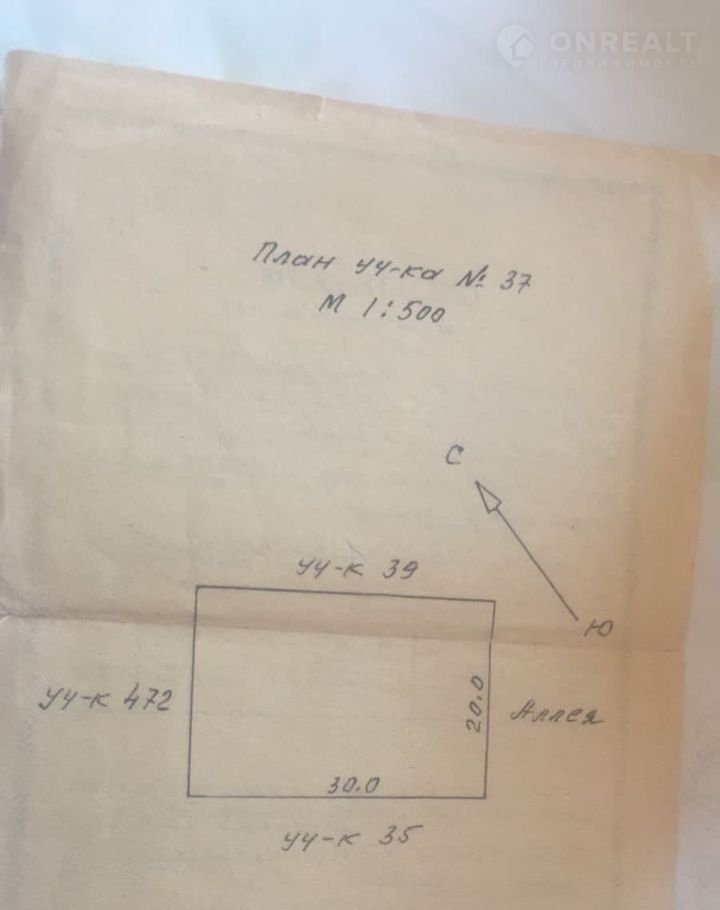 ONREALT
НЕДВИЖИМОСТЬ
План уч-ка № 37
М 1:500
С
Ю
уч-к 39
уч-к 472
20.0
Аллея
30.0
уч-к 35